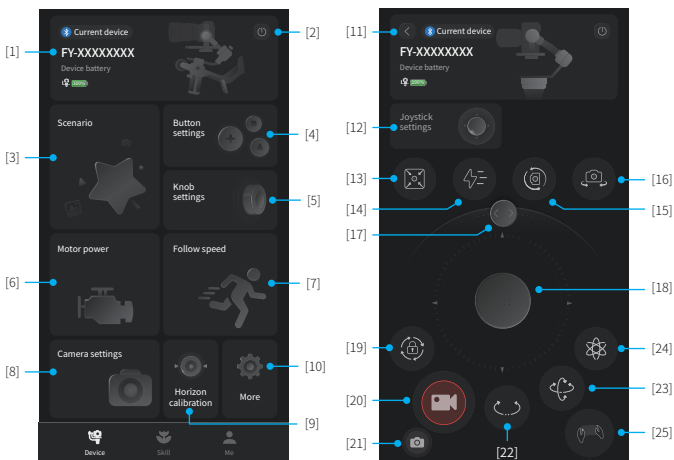 Current device
FY-XXXXXXXX
Device battery
100%
Scenario
Button
settings
Knob
settings
Motor power
Follow speed
Camera settings
Horizon
calibration
More
Device
Skill
Me
[1]
[2]
[3]
[4]
[5]
[6]
[7]
[8]
[9]
[10]
Current device
FY-XXXXXXXX
Device battery
100%
Joystick
settings
[11]
[12]
[13]
[14]
[15]
[16]
[17]
[18]
[19]
[20]
[21]
[22]
[23]
[24]
[25]